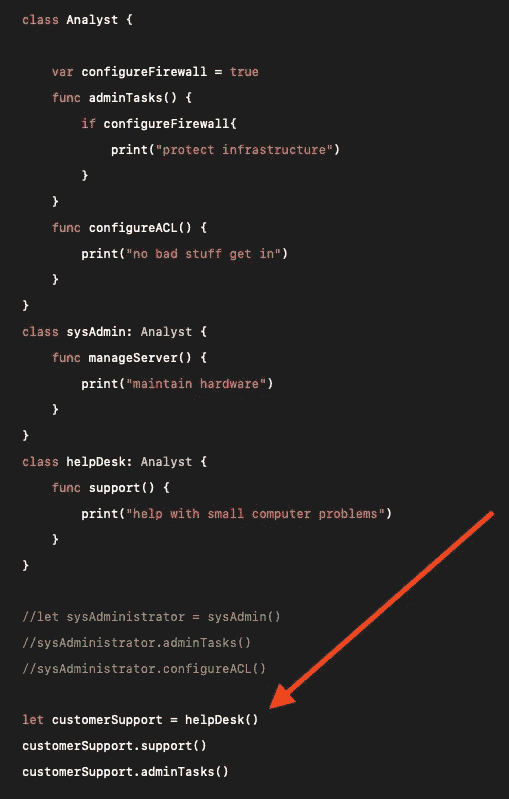 class Analyst {
var configureFirewall = true
func adminTasks() {
if configureFirewall{
print("protect infrastructure")
}
}
func configureACL() {
print("no bad stuff get in")
}
}
class sysAdmin: Analyst {
func manageServer() {
print("maintain hardware")
}
}
class helpDesk: Analyst {
func support() {
print("help with small computer problems")
}
}
//let sysAdministrator = sysAdmin()
//sysAdministrator.adminTasks()
//sysAdministrator.configureACL()
let customerSupport = helpDesk()
customerSupport.support()
customerSupport.adminTasks()